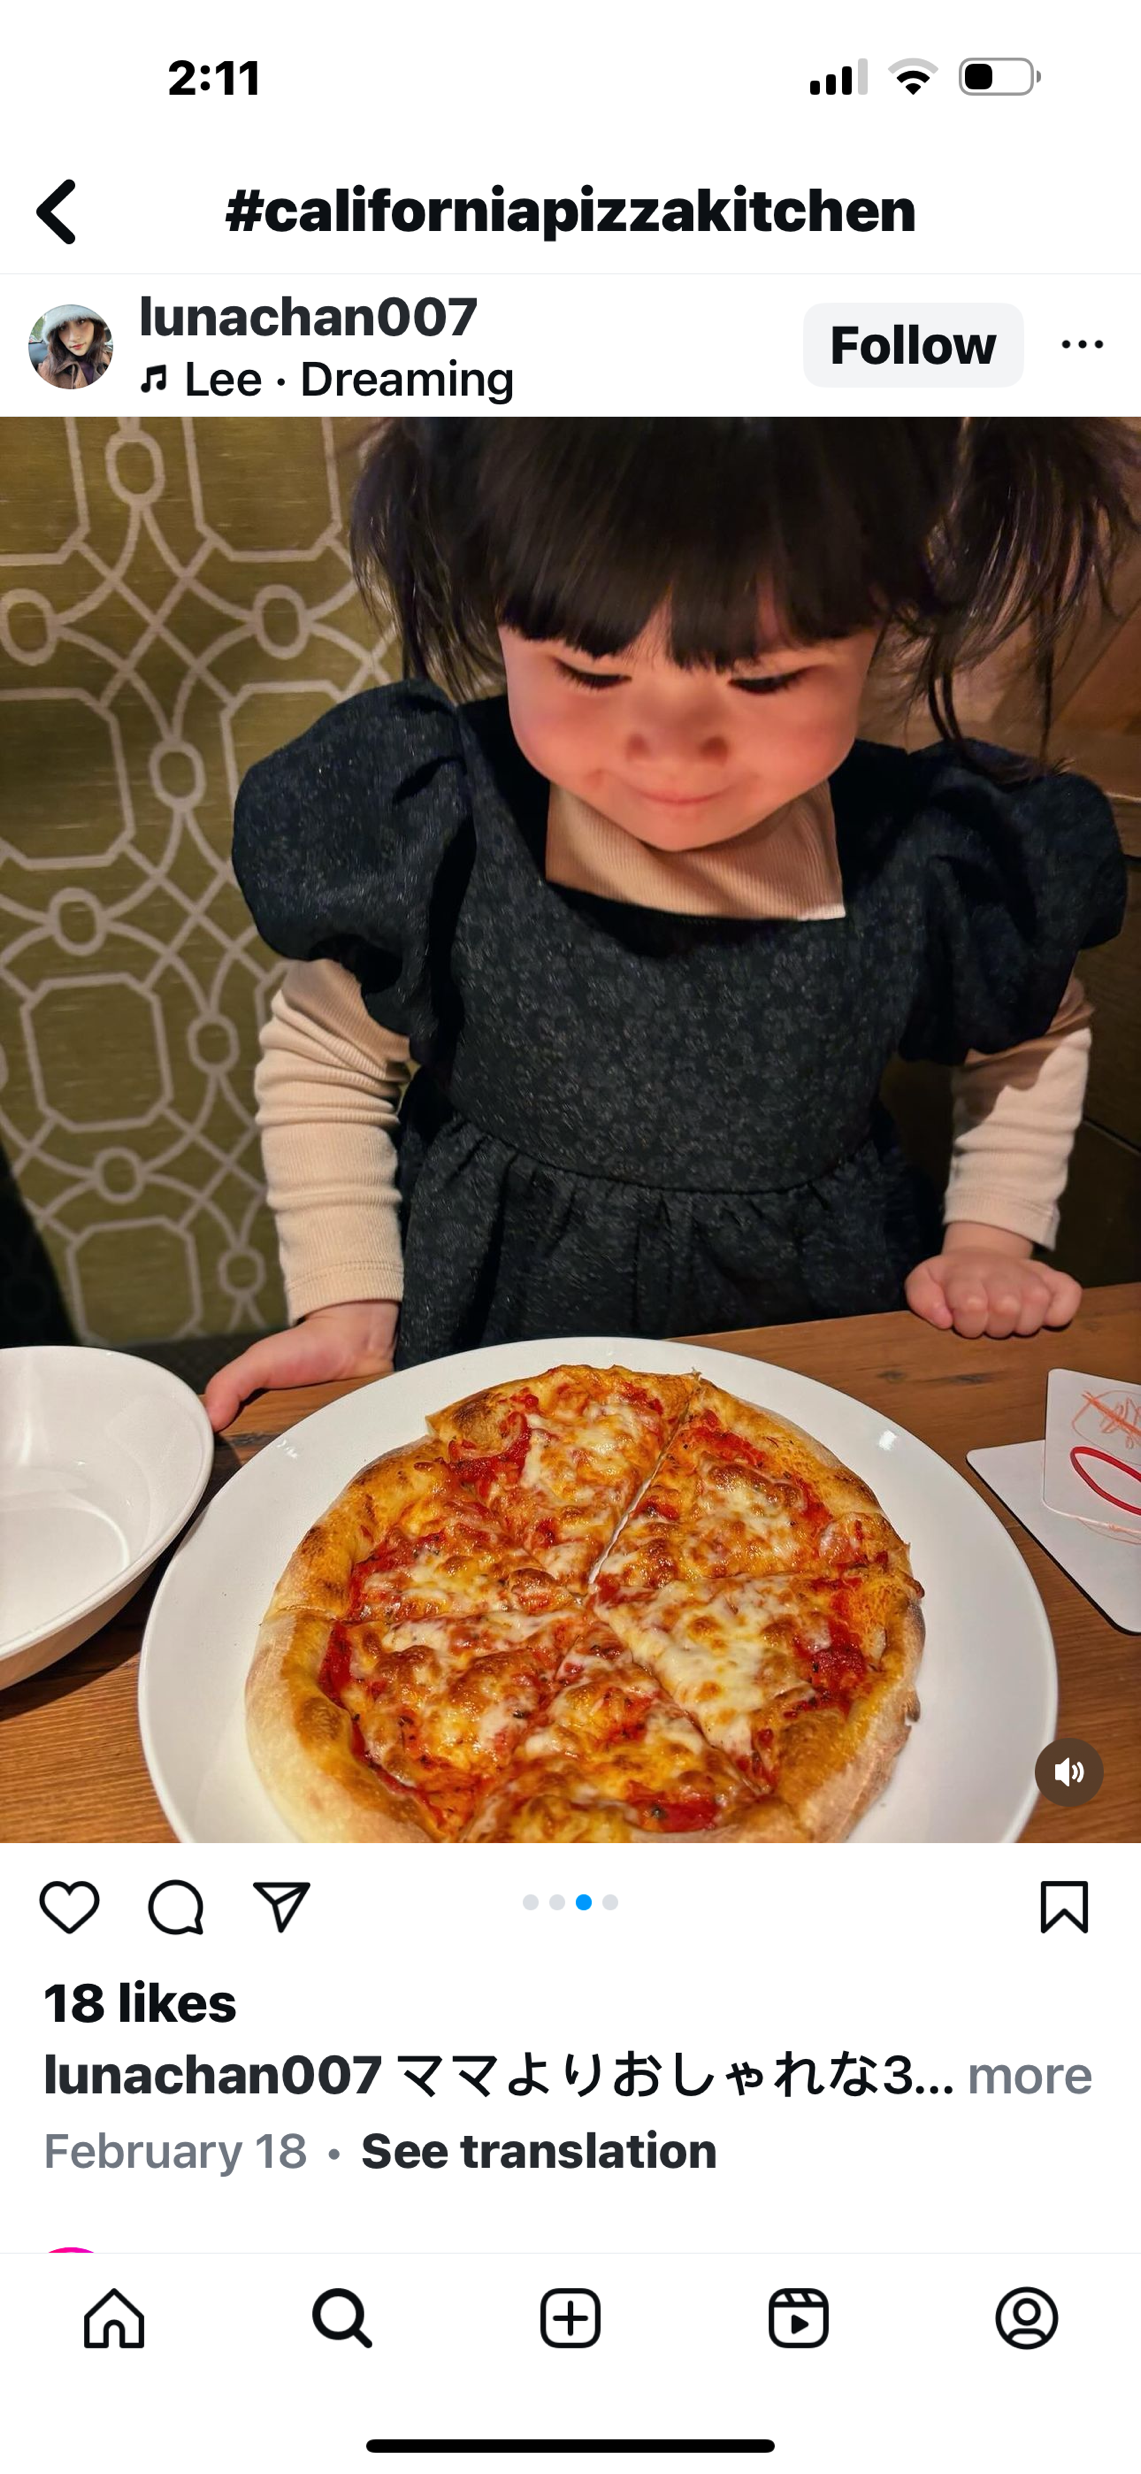 2:11
#californiapizzakitchen
lunachan007
Lee · Dreaming
Follow
18 likes
lunachan007 ママよりおしゃれな3... more
February 18 • See translation